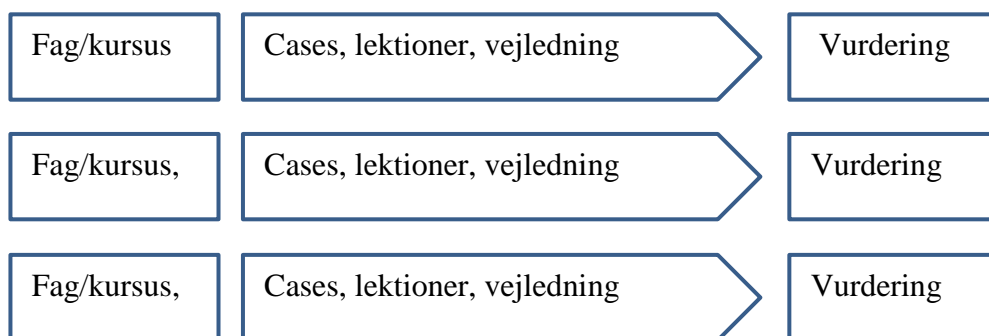 Fag/kursus Cases, lektioner, vejledning Vurdering
Fag/kursus, Cases, lektioner, vejledning Vurdering
Fag/kursus, Cases, lektioner, vejledning Vurdering